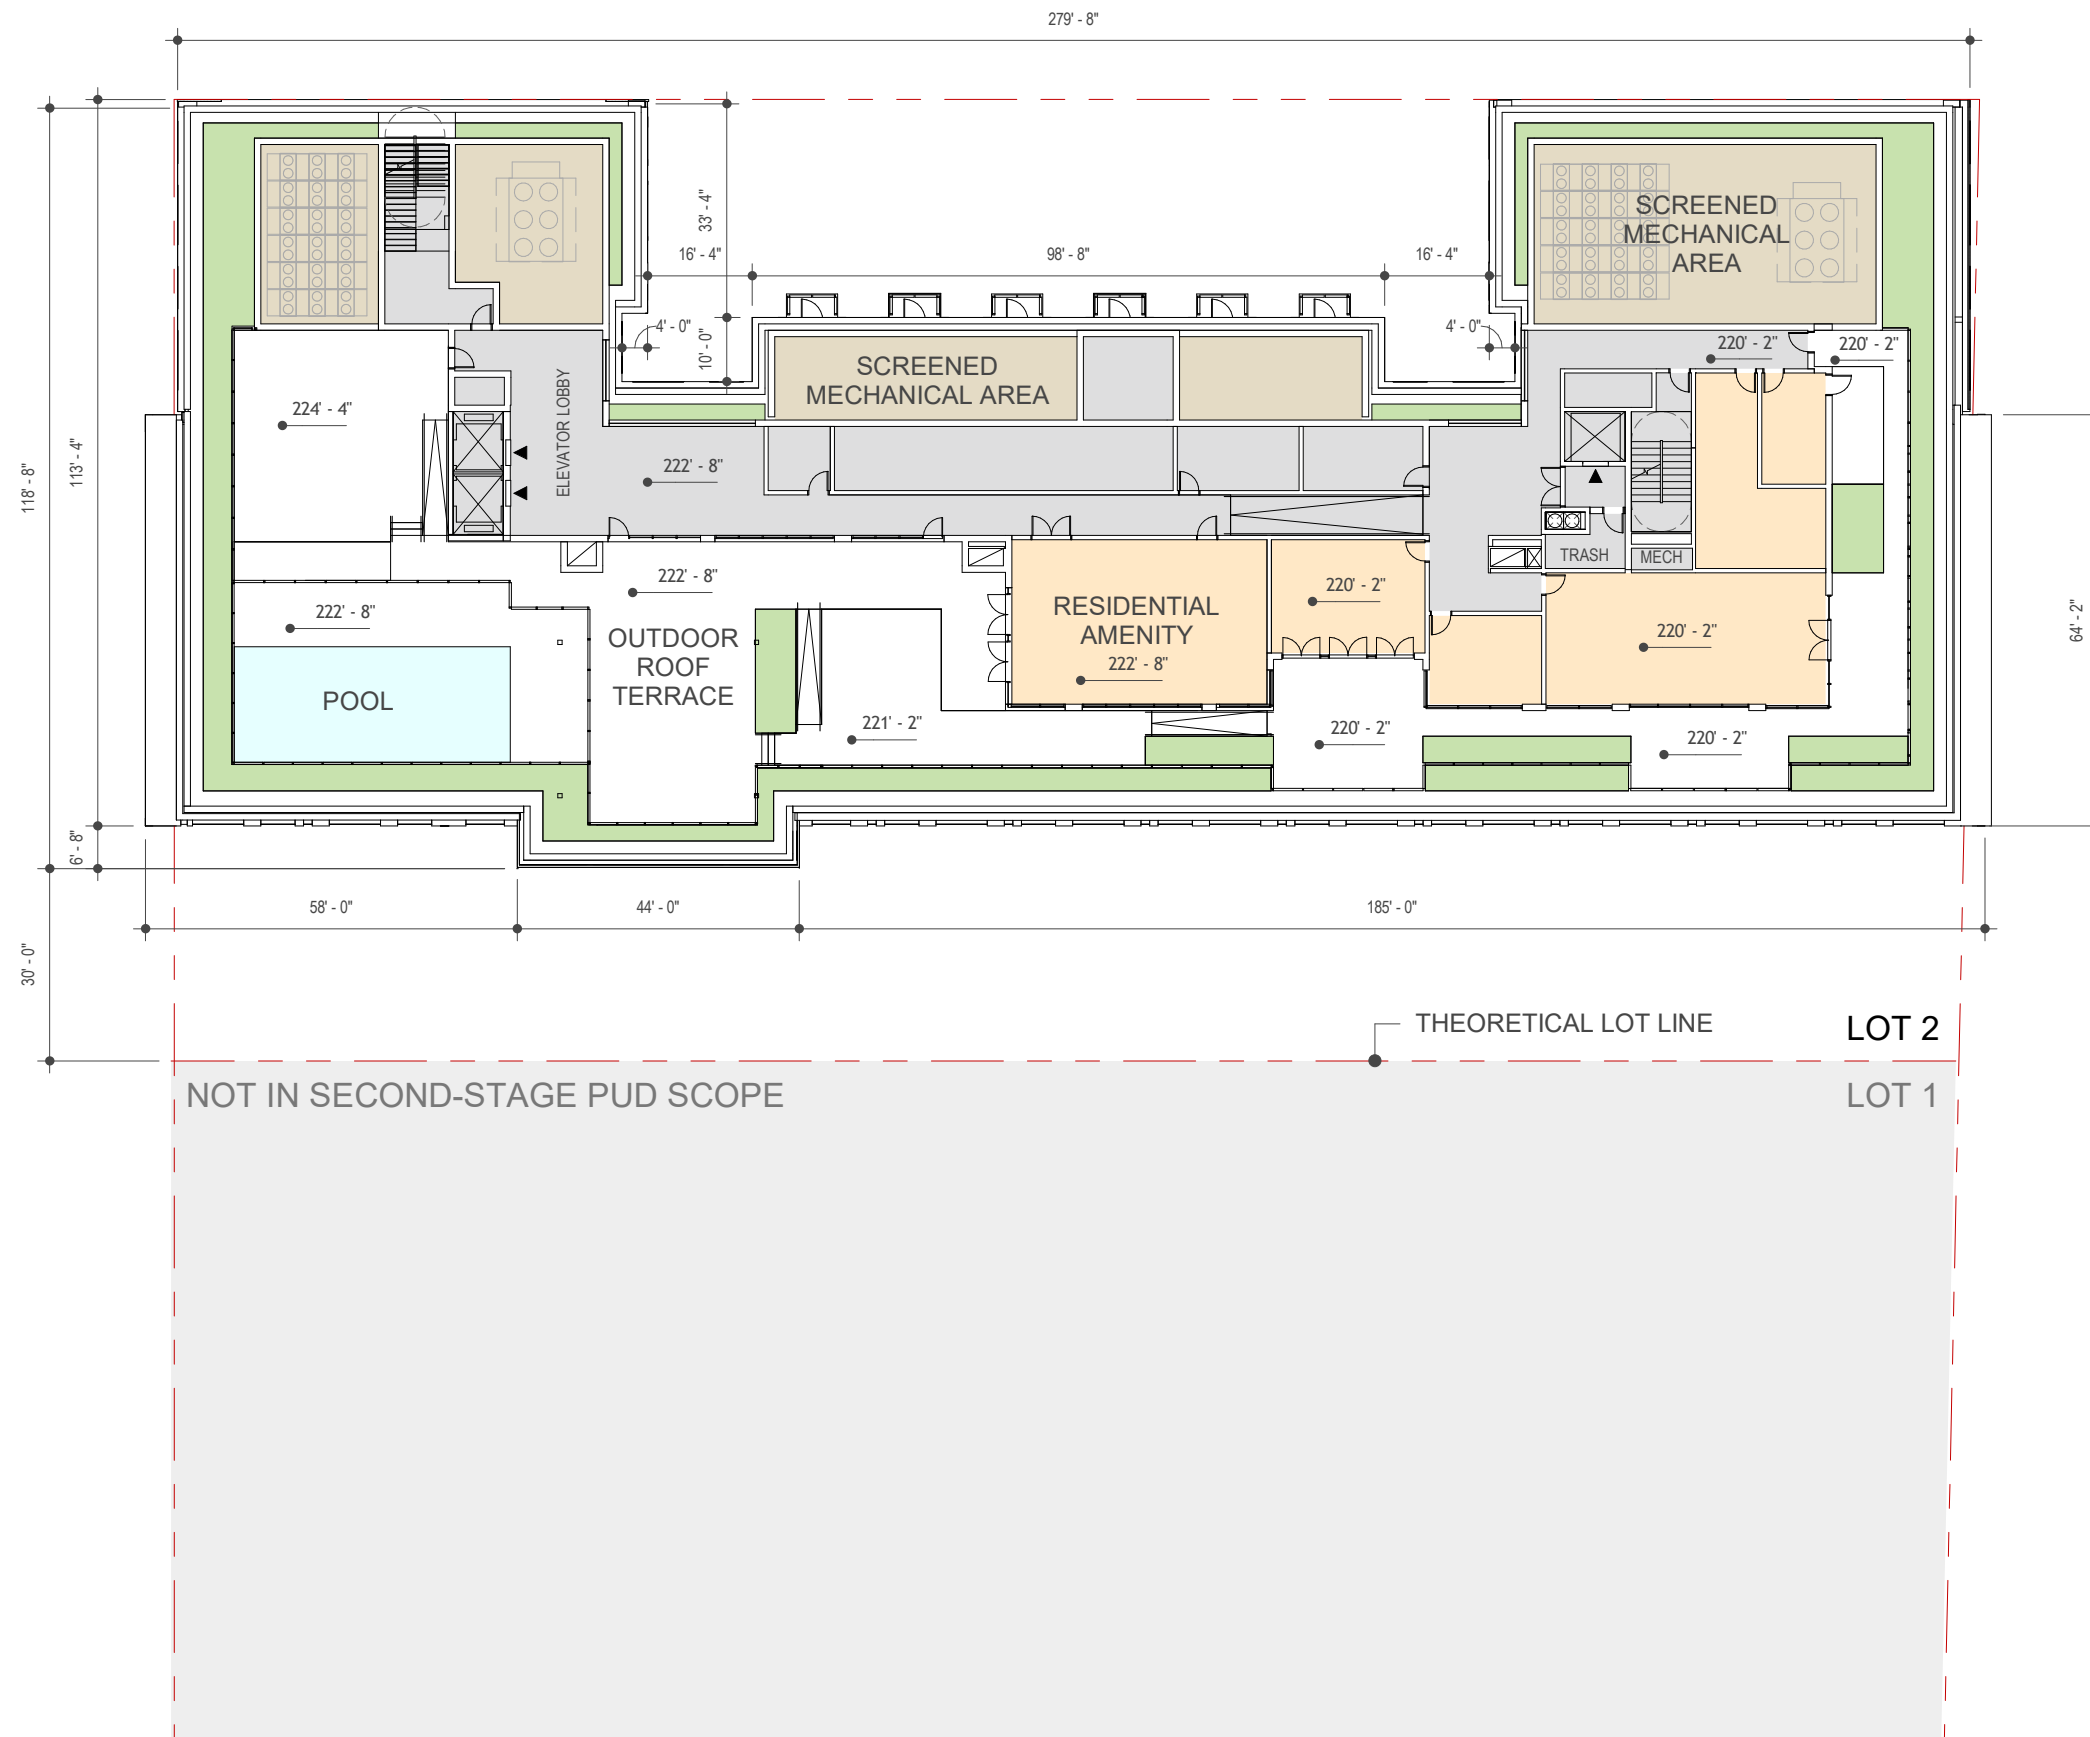 279' - 8"
33' - 4"
16' - 4"
98' - 8"
16' - 4"
SCREENED
MECHANICAL
AREA
4' - 0"
10' - 0"
4' - 0"
220' - 2"
220' - 2"
SCREENED
MECHANICAL AREA
224' - 4"
ELEVATOR LOBBY
222' - 8"
118' - 8"
113' - 4"
TRASH
MECH
222' - 8"
222' - 8"
OUTDOOR
ROOF
TERRACE
RESIDENTIAL
AMENITY
222' - 8"
220' - 2"
220' - 2"
64' - 2"
POOL
221' - 2"
220' - 2"
220' - 2"
6' - 8"
58' - 0"
44' - 0"
185' - 0"
30' - 0"
THEORETICAL LOT LINE
LOT 2
NOT IN SECOND-STAGE PUD SCOPE
LOT 1